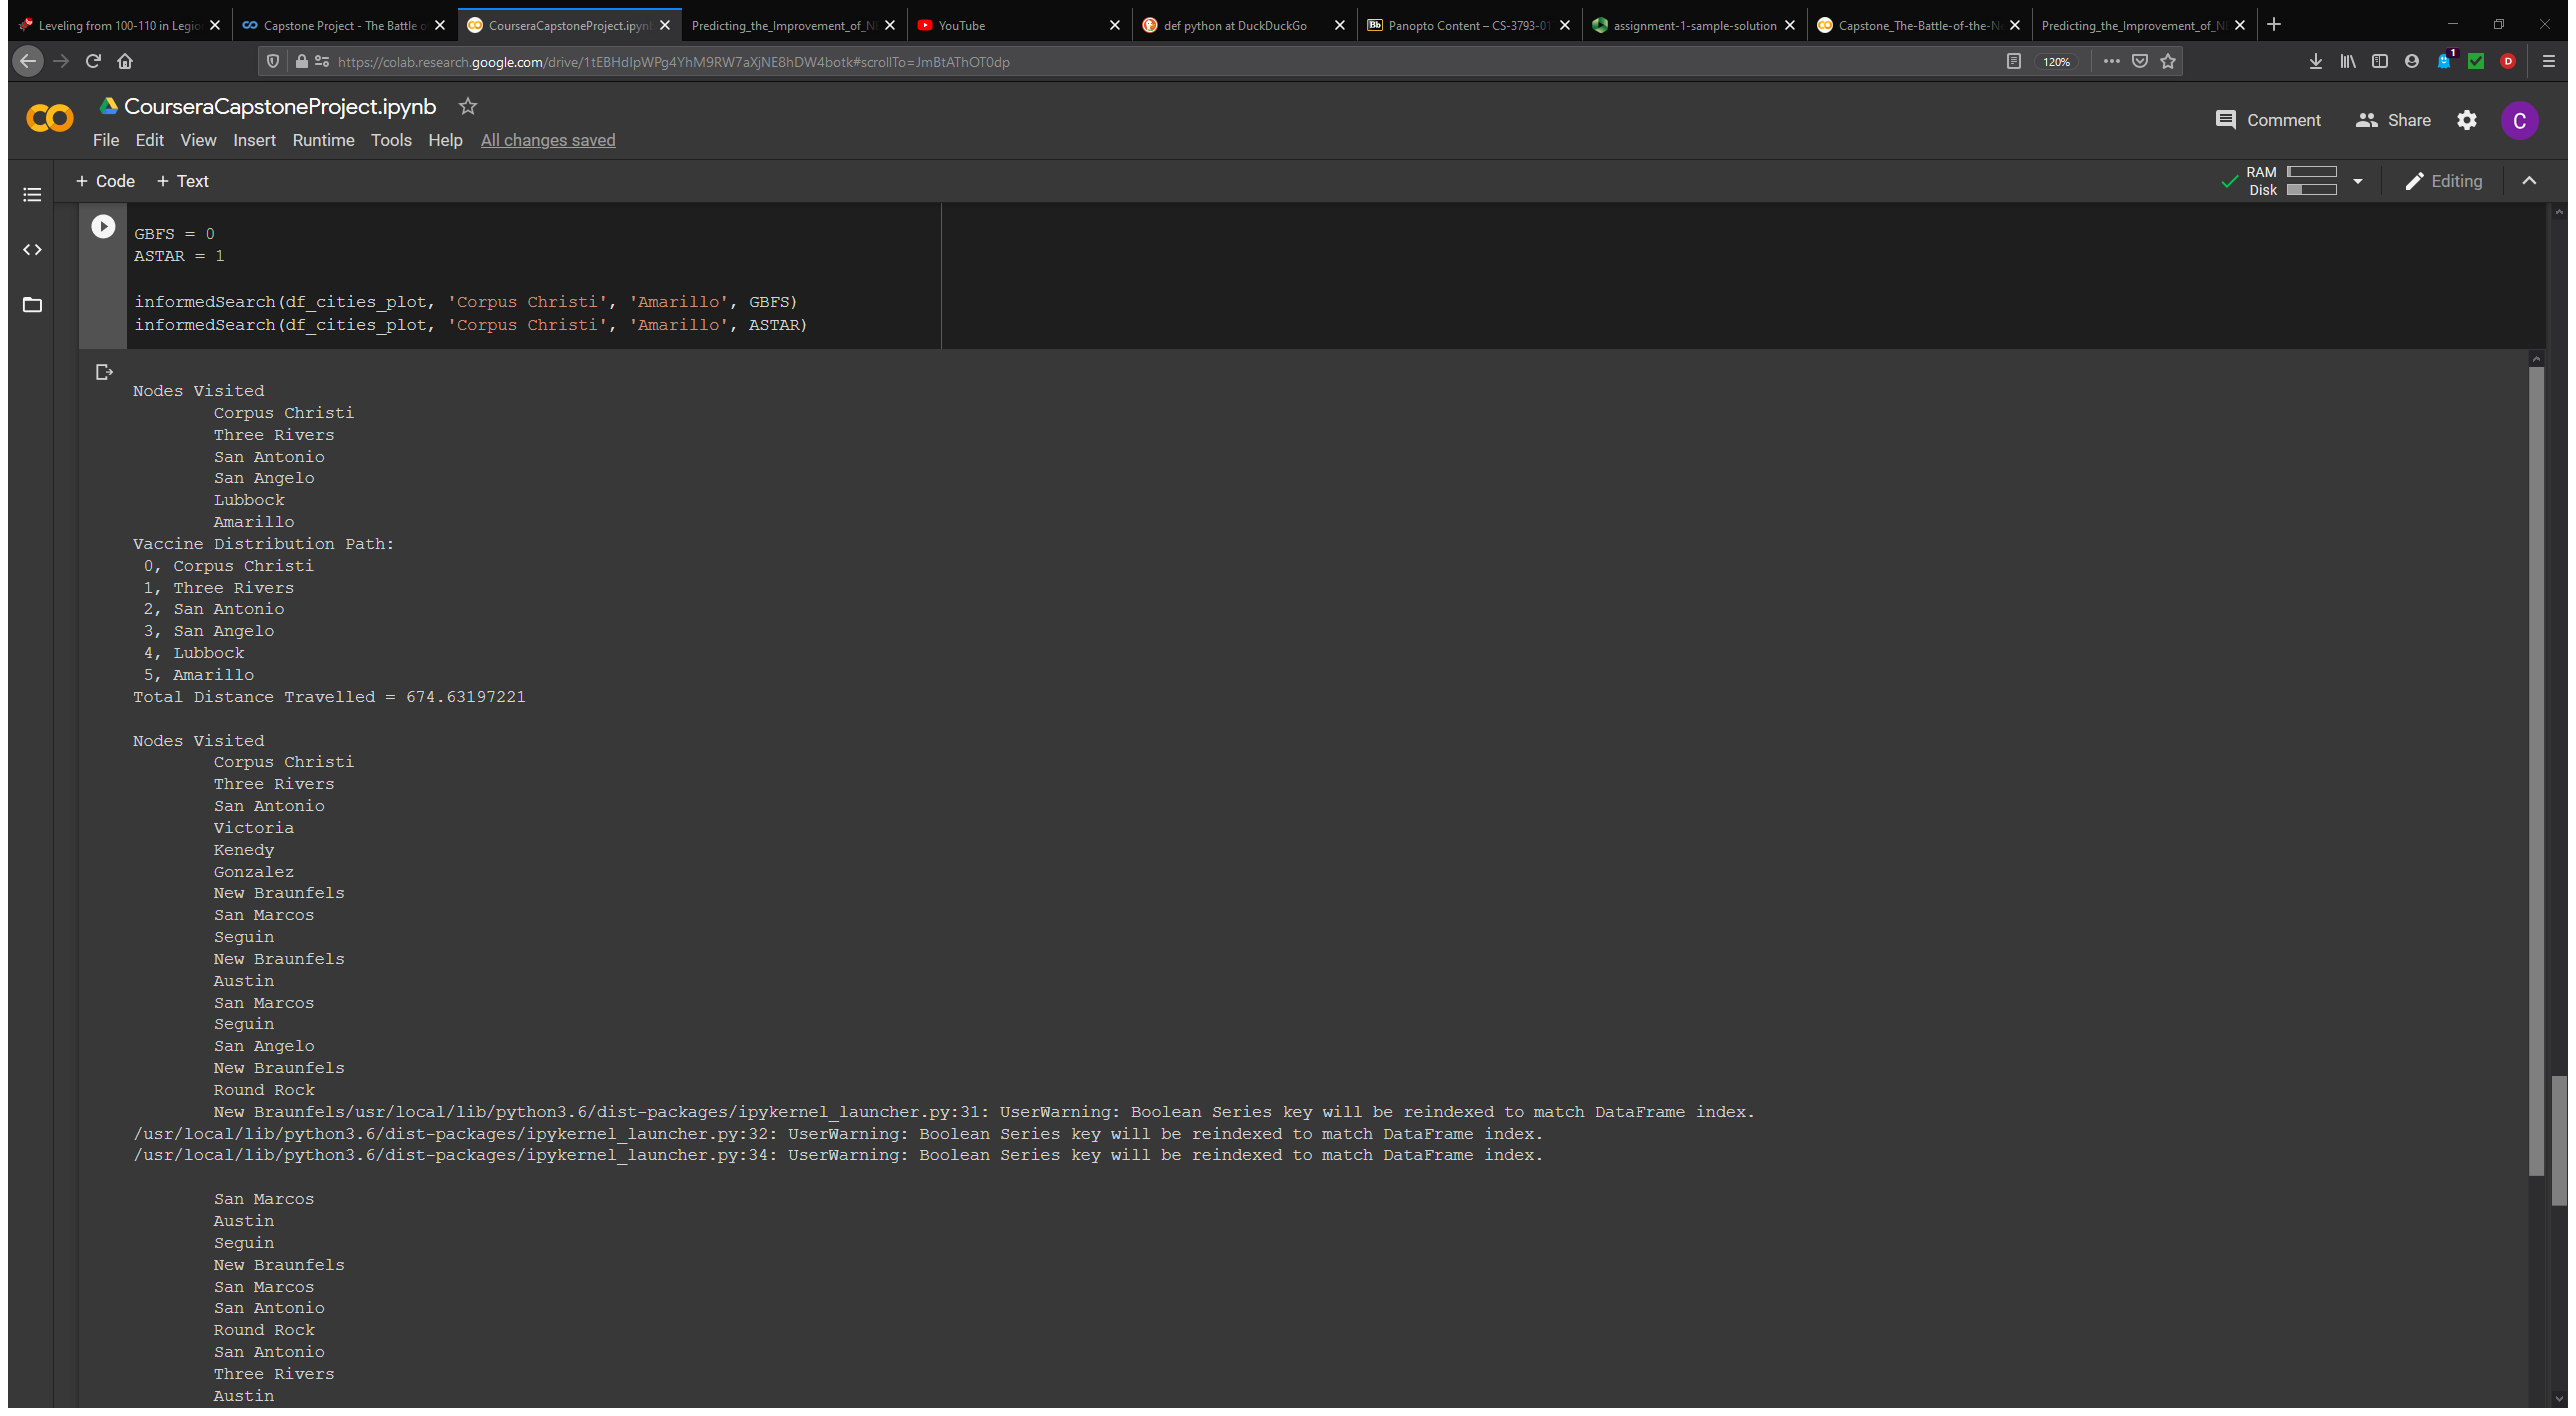 Leveling from 100-110 in Legio
Capstone Project - The Battle o
CourseraCapstoneProject.ipynb
Predicting_the_Improvement_of_N
YouTube
def python at DuckDuckGo
Bb Panopto Content – CS-3793-01
assignment-1-sample-solution
Capstone_The-Battle-of-the-N
Predicting_the_Improvement_of_N
https://colab.research.google.com/drive/1tEBHdIpWPg4YhM9RW7aXjNE8hDW4botk#scrollTo=JmBtAThOT0dp
120%
1
D
CourseraCapstoneProject.ipynb
Comment
Share
C
File Edit View Insert Runtime Tools Help All changes saved
+ Code + Text
RAM
Disk
Editing
GBFS = 0
ASTAR = 1
informedSearch(df_cities_plot, 'Corpus Christi', 'Amarillo', GBFS)
informedSearch(df_cities_plot, 'Corpus Christi', 'Amarillo', ASTAR)
Nodes Visited
Corpus Christi
Three Rivers
San Antonio
San Angelo
Lubbock
Amarillo
Vaccine Distribution Path:
0, Corpus Christi
1, Three Rivers
2, San Antonio
3, San Angelo
4, Lubbock
5, Amarillo
Total Distance Travelled = 674.63197221
Nodes Visited
Corpus Christi
Three Rivers
San Antonio
Victoria
Kenedy
Gonzalez
New Braunfels
San Marcos
Seguin
New Braunfels
Austin
San Marcos
Seguin
San Angelo
New Braunfels
Round Rock
New Braunfels/usr/local/lib/python3.6/dist-packages/ipykernel_launcher.py:31: UserWarning: Boolean Series key will be reindexed to match DataFrame index.
/usr/local/lib/python3.6/dist-packages/ipykernel_launcher.py:32: UserWarning: Boolean Series key will be reindexed to match DataFrame index.
/usr/local/lib/python3.6/dist-packages/ipykernel_launcher.py:34: UserWarning: Boolean Series key will be reindexed to match DataFrame index.
San Marcos
Austin
Seguin
New Braunfels
San Marcos
San Antonio
Round Rock
San Antonio
Three Rivers
Austin